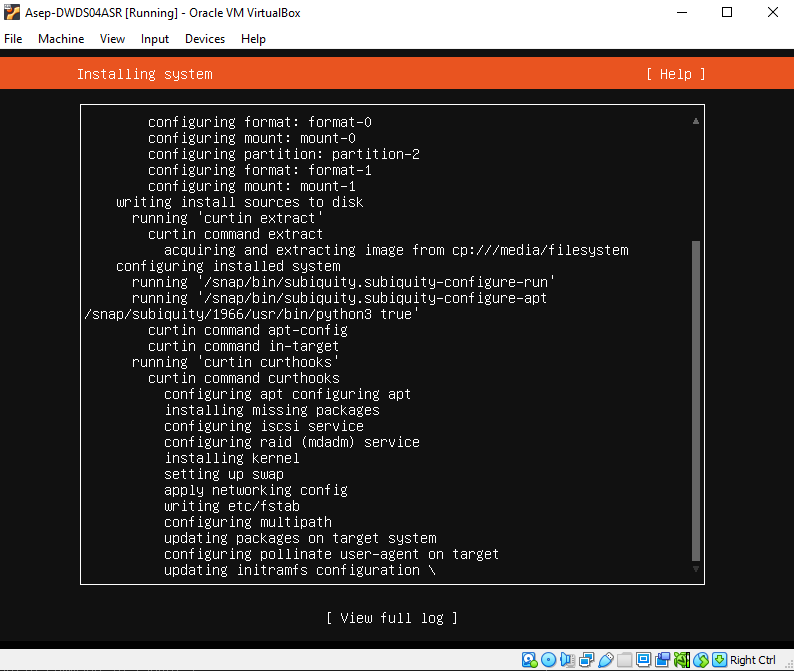 Asep-DWDS04ASR [Running] - Oracle VM VirtualBox
File Machine View Input Devices Help
Installing system [ Help ]
configuring format: format-0
configuring mount: mount-0
configuring partition: partition-2
configuring format: format-1
configuring mount: mount-1
writing install sources to disk
running 'curtin extract'
curtin command extract
acquiring and extracting image from cp:///media/filesystem
configuring installed system
running '/snap/bin/subiquity.subiquity-configure-run'
running '/snap/bin/subiquity.subiquity-configure-apt
/snap/subiquity/1966/usr/bin/python3 true'
curtin command apt-config
curtin command in-target
running 'curtin curthooks'
curtin command curthooks
configuring apt configuring apt
installing missing packages
configuring iscsi service
configuring raid (mdadm) service
installing kernel
setting up swap
apply networking config
writing etc/fstab
configuring multipath
updating packages on target system
configuring pollinate user-agent on target
updating initramfs configuration \
[ View full log ]
Right Ctrl